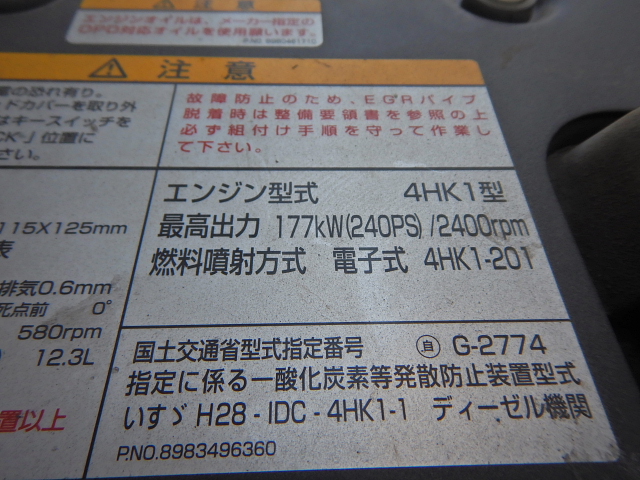 エンジンオイルは、メーカー指定の
DPD対応オイルを使用願います。
P.NO. 8980461110
注意
の恐れ有り。
ドカバーを取り外
はキースイッチを
位置に
さい。
故障防止のため、EGRパイプ
脱着時は整備要領書を参照の上
必ず組付け手順を守って作業し
て下さい。
115X125mm
表
排気0.6mm
死点前 0°
580rpm
12.3L
置以上
エンジン型式 4HK1型
最高出力 177kW(240PS) /2400rpm
燃料噴射方式 電子式 4HK1-201
国土交通省型式指定番号 自 G-2774
指定に係る一酸化炭素等発散防止装置型式
いすゞ H28 - IDC - 4HK1-1 ディーゼル機関
P.NO.8983496360